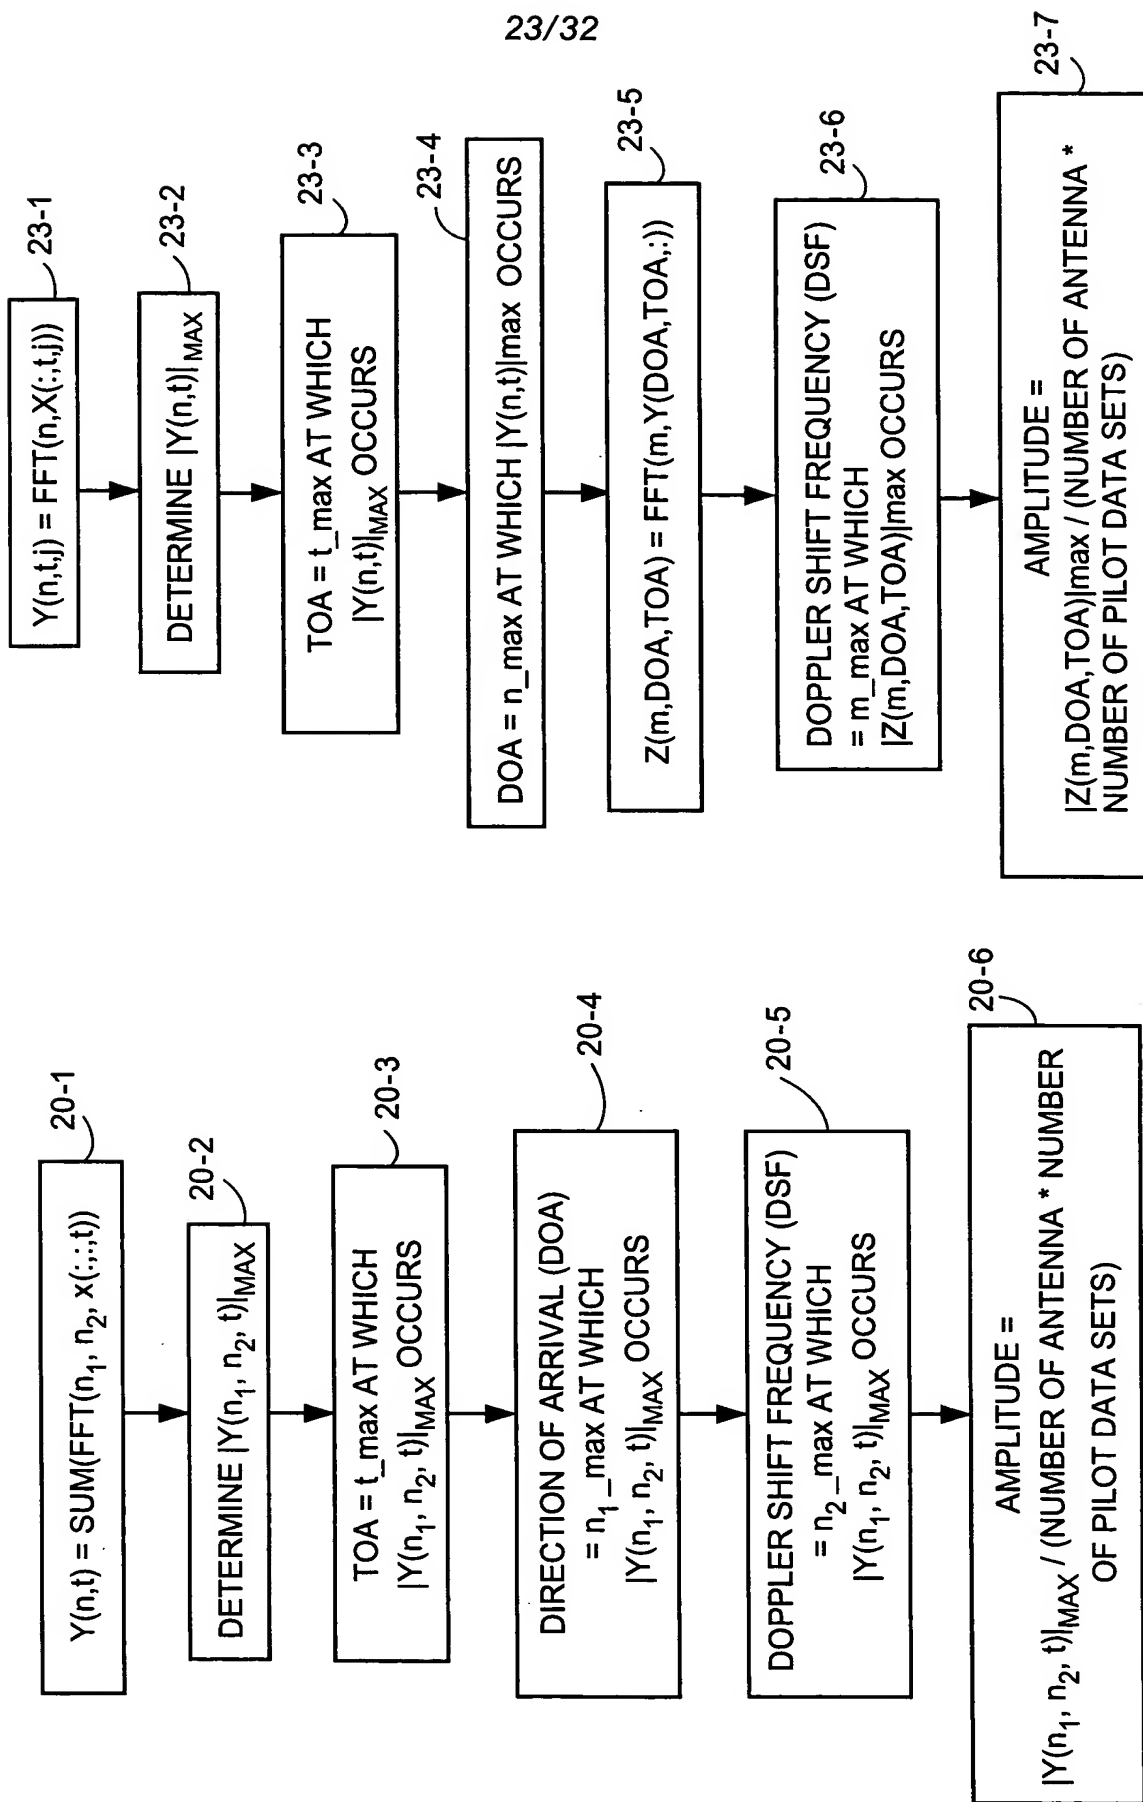 23/32
20-1
Y(n,t) = SUM(FFT(n₁, n₂, x(:,:,t))
20-2
DETERMINE |Y(n₁, n₂, t)|MAX
20-3
TOA = t_max AT WHICH
|Y(n₁, n₂, t)|MAX OCCURS
20-4
DIRECTION OF ARRIVAL (DOA)
= n₁_max AT WHICH
|Y(n₁, n₂, t)|MAX OCCURS
20-5
DOPPLER SHIFT FREQUENCY (DSF)
= n₂_max AT WHICH
|Y(n₁, n₂, t)|MAX OCCURS
20-6
AMPLITUDE =
|Y(n₁, n₂, t)|MAX / (NUMBER OF ANTENNA * NUMBER
OF PILOT DATA SETS)
23-1
Y(n,t,j) = FFT(n,X(:,t,j))
23-2
DETERMINE |Y(n,t)|MAX
23-3
TOA = t_max AT WHICH
|Y(n,t)|MAX OCCURS
23-4
DOA = n_max AT WHICH |Y(n,t)|max OCCURS
23-5
Z(m,DOA,TOA) = FFT(m,Y(DOA,TOA,:))
23-6
DOPPLER SHIFT FREQUENCY (DSF)
= m_max AT WHICH
|Z(m,DOA,TOA)|max OCCURS
23-7
AMPLITUDE =
|Z(m,DOA,TOA)|max / (NUMBER OF ANTENNA *
NUMBER OF PILOT DATA SETS)